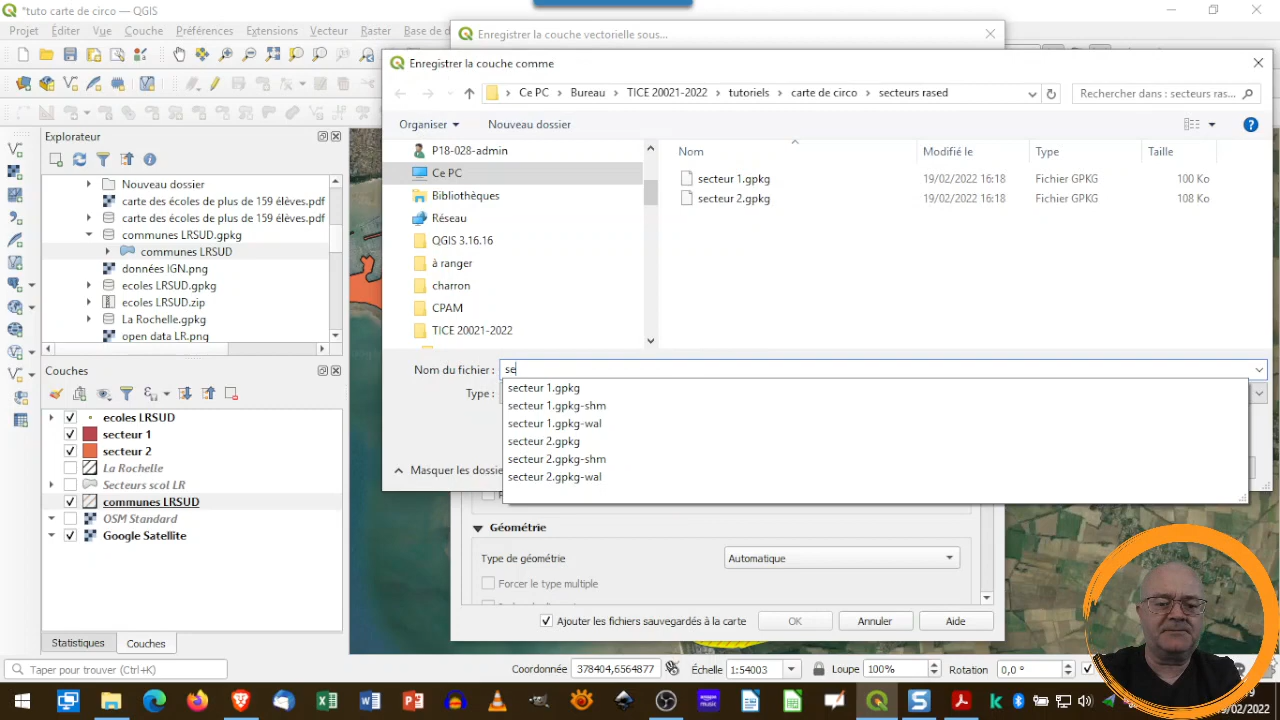 *tuto carte de circo — QGIS
Projet Éditer Vue Couche Préférences Extensions Vecteur Raster Base de d
Enregistrer la couche vectorielle sous...
Enregistrer la couche comme
Ce PC > Bureau > TICE 20021-2022 > tutoriels > carte de circo > secteurs rased
Rechercher dans : secteurs rase...
Organiser Nouveau dossier
Explorateur
Nouveau dossier
carte des écoles de plus de 159 élèves.pdf
carte des écoles de plus de 159 élèves.pdf
communes LRSUD.gpkg
communes LRSUD
données IGN.png
ecoles LRSUD.gpkg
ecoles LRSUD.zip
La Rochelle.gpkg
open data LR.png
P18-028-admin
Ce PC
Bibliothèques
Réseau
QGIS 3.16.16
à ranger
charron
CPAM
TICE 20021-2022
Nom Modifié le Type Taille
secteur 1.gpkg 19/02/2022 16:18 Fichier GPKG 100 Ko
secteur 2.gpkg 19/02/2022 16:18 Fichier GPKG 108 Ko
Nom du fichier : se
Type :
secteur 1.gpkg
secteur 1.gpkg-shm
secteur 1.gpkg-wal
secteur 2.gpkg
secteur 2.gpkg-shm
secteur 2.gpkg-wal
Masquer les dossie
Couches
ecoles LRSUD
secteur 1
secteur 2
La Rochelle
Secteurs scol LR
communes LRSUD
OSM Standard
Google Satellite
Géométrie
Type de géométrie Automatique
Forcer le type multiple
Ajouter les fichiers sauvegardés à la carte OK Annuler Aide
Statistiques Couches
Taper pour trouver (Ctrl+K) Coordonnée 378404,6564877 Échelle 1:54003 Loupe 100% Rotation 0,0 °
19/02/2022